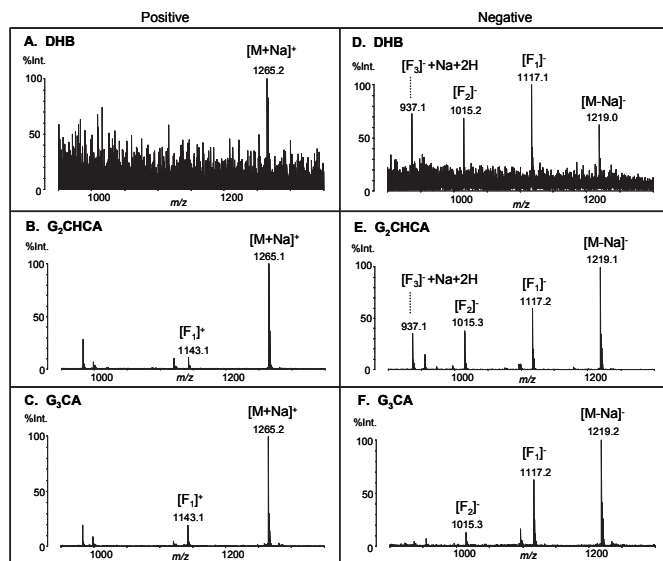 Positive
Negative
A. DHB
%Int.
[M+Na]+
1265.2
100
50
0
1000
m/z
1200
D. DHB
%Int.
[F3]- +Na+2H
937.1
[F2]-
1015.2
[F1]-
1117.1
[M-Na]-
1219.0
100
50
0
1000
m/z
1200
B. G2CHCA
%Int.
[M+Na]+
1265.1
[F1]+
1143.1
100
50
0
1000
m/z
1200
E. G2CHCA
%Int.
[F3]- +Na+2H
937.1
[F2]-
1015.3
[F1]-
1117.2
[M-Na]-
1219.1
100
50
0
1000
m/z
1200
C. G3CA
%Int.
[M+Na]+
1265.2
[F1]+
1143.1
100
50
0
1000
m/z
1200
F. G3CA
%Int.
[F2]-
1015.3
[F1]-
1117.2
[M-Na]-
1219.2
100
50
0
1000
m/z
1200